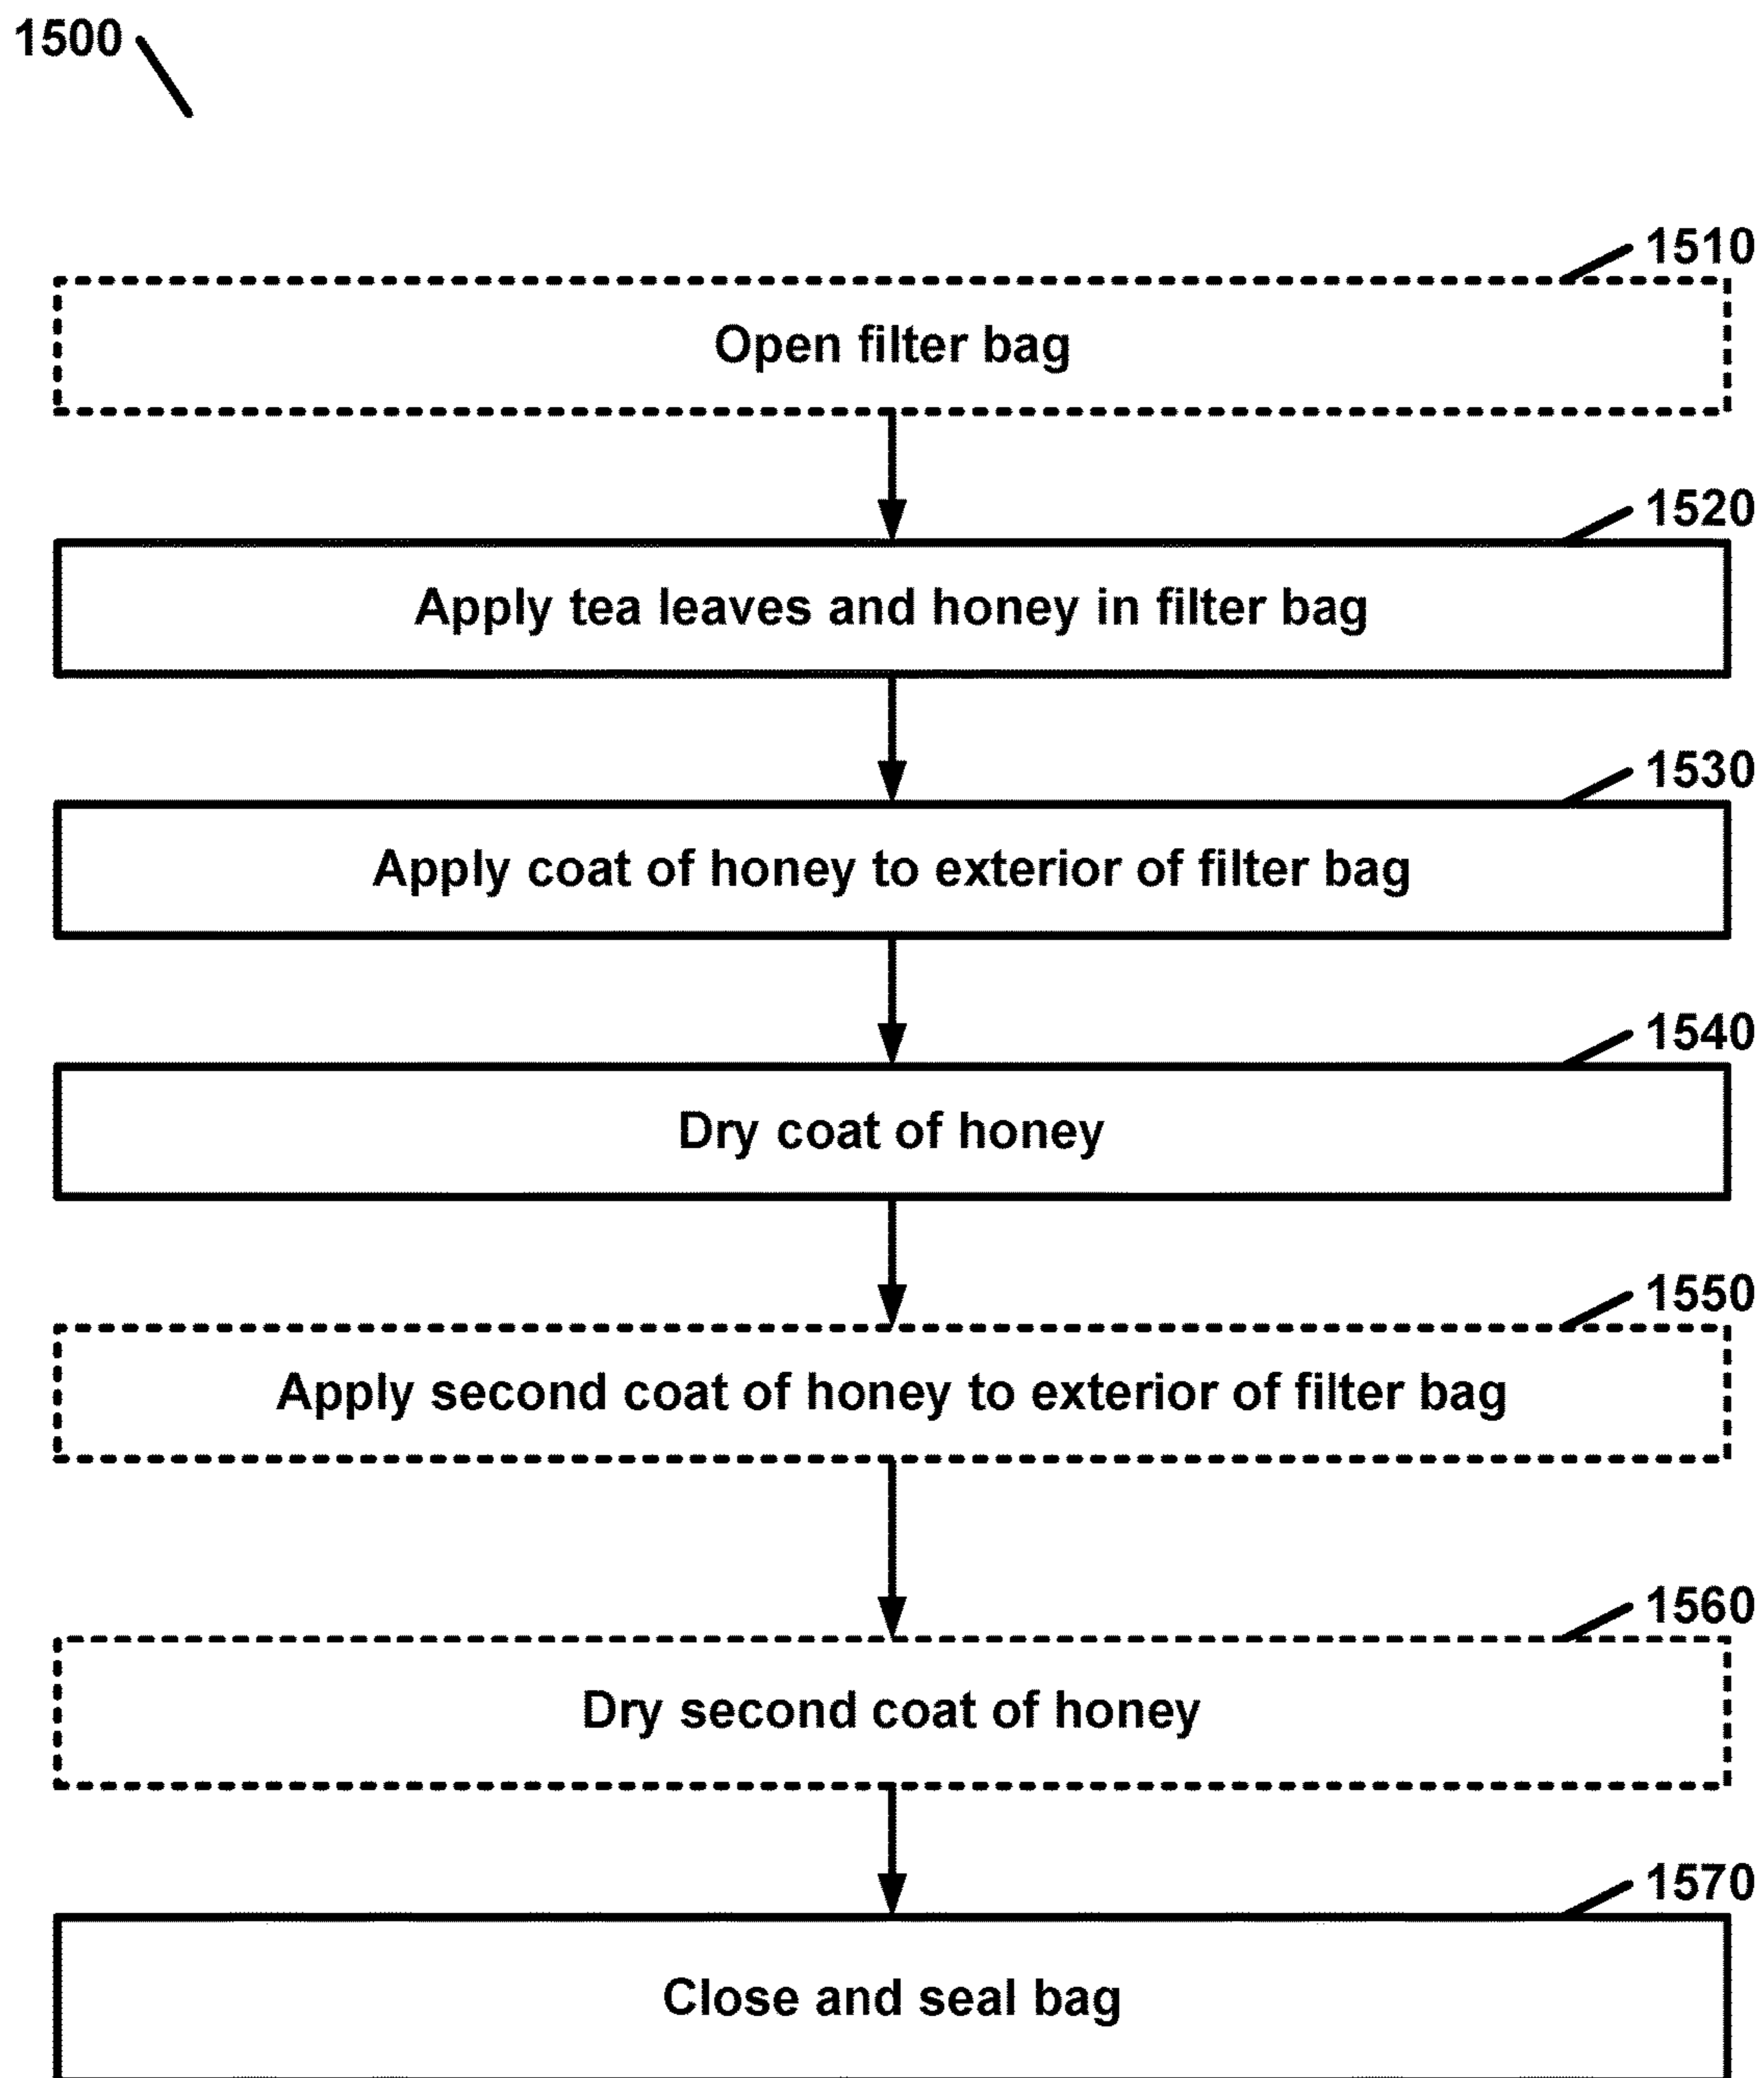 1500
1510
Open filter bag
1520
Apply tea leaves and honey in filter bag
1530
Apply coat of honey to exterior of filter bag
1540
Dry coat of honey
1550
Apply second coat of honey to exterior of filter bag
1560
Dry second coat of honey
1570
Close and seal bag